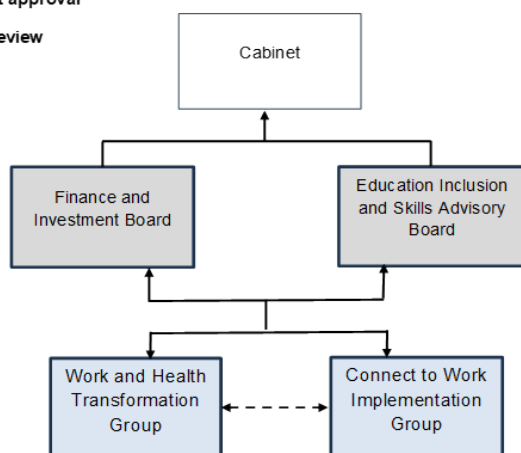 approval
eview
Cabinet
Finance and
Investment Board
Education Inclusion
and Skills Advisory
Board
Work and Health
Transformation
Group
Connect to Work
Implementation
Group